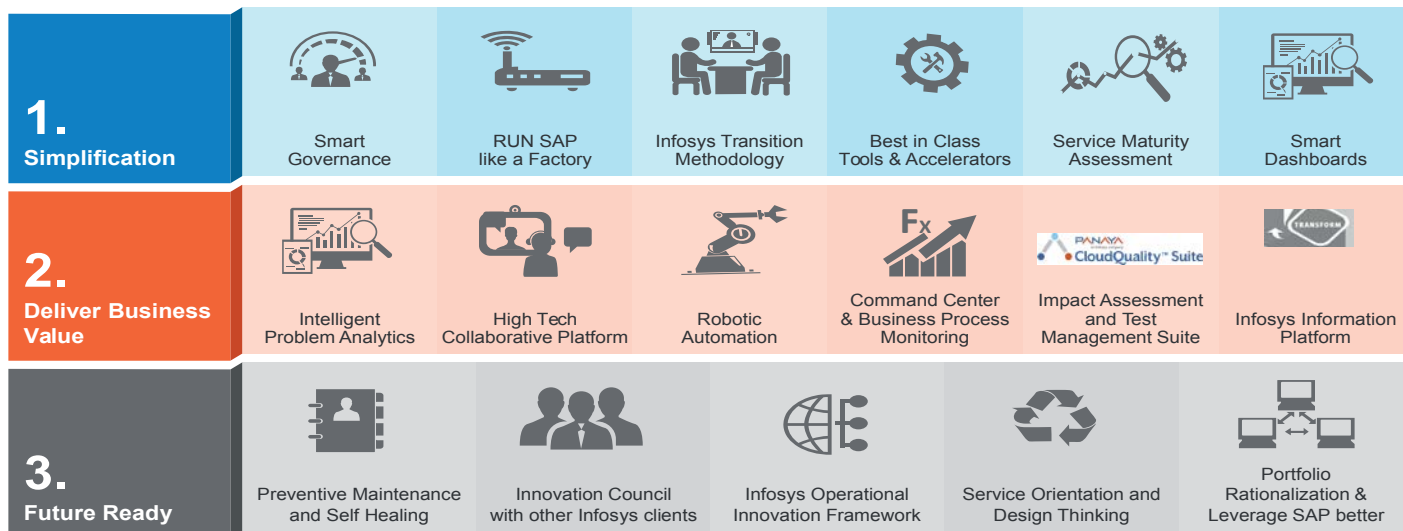 1.
Simplification
Smart
Governance
RUN SAP
like a Factory
Infosys Transition
Methodology
Best in Class
Tools & Accelerators
Service Maturity
Assessment
Smart
Dashboards
2.
Deliver Business
Value
Intelligent
Problem Analytics
High Tech
Collaborative Platform
Robotic
Automation
Fx
Command Center
& Business Process
Monitoring
PANAYA
CloudQuality™ Suite
Impact Assessment
and Test
Management Suite
TRANSFORM
Infosys Information
Platform
3.
Future Ready
Preventive Maintenance
and Self Healing
Innovation Council
with other Infosys clients
Infosys Operational
Innovation Framework
Service Orientation and
Design Thinking
Portfolio
Rationalization &
Leverage SAP better